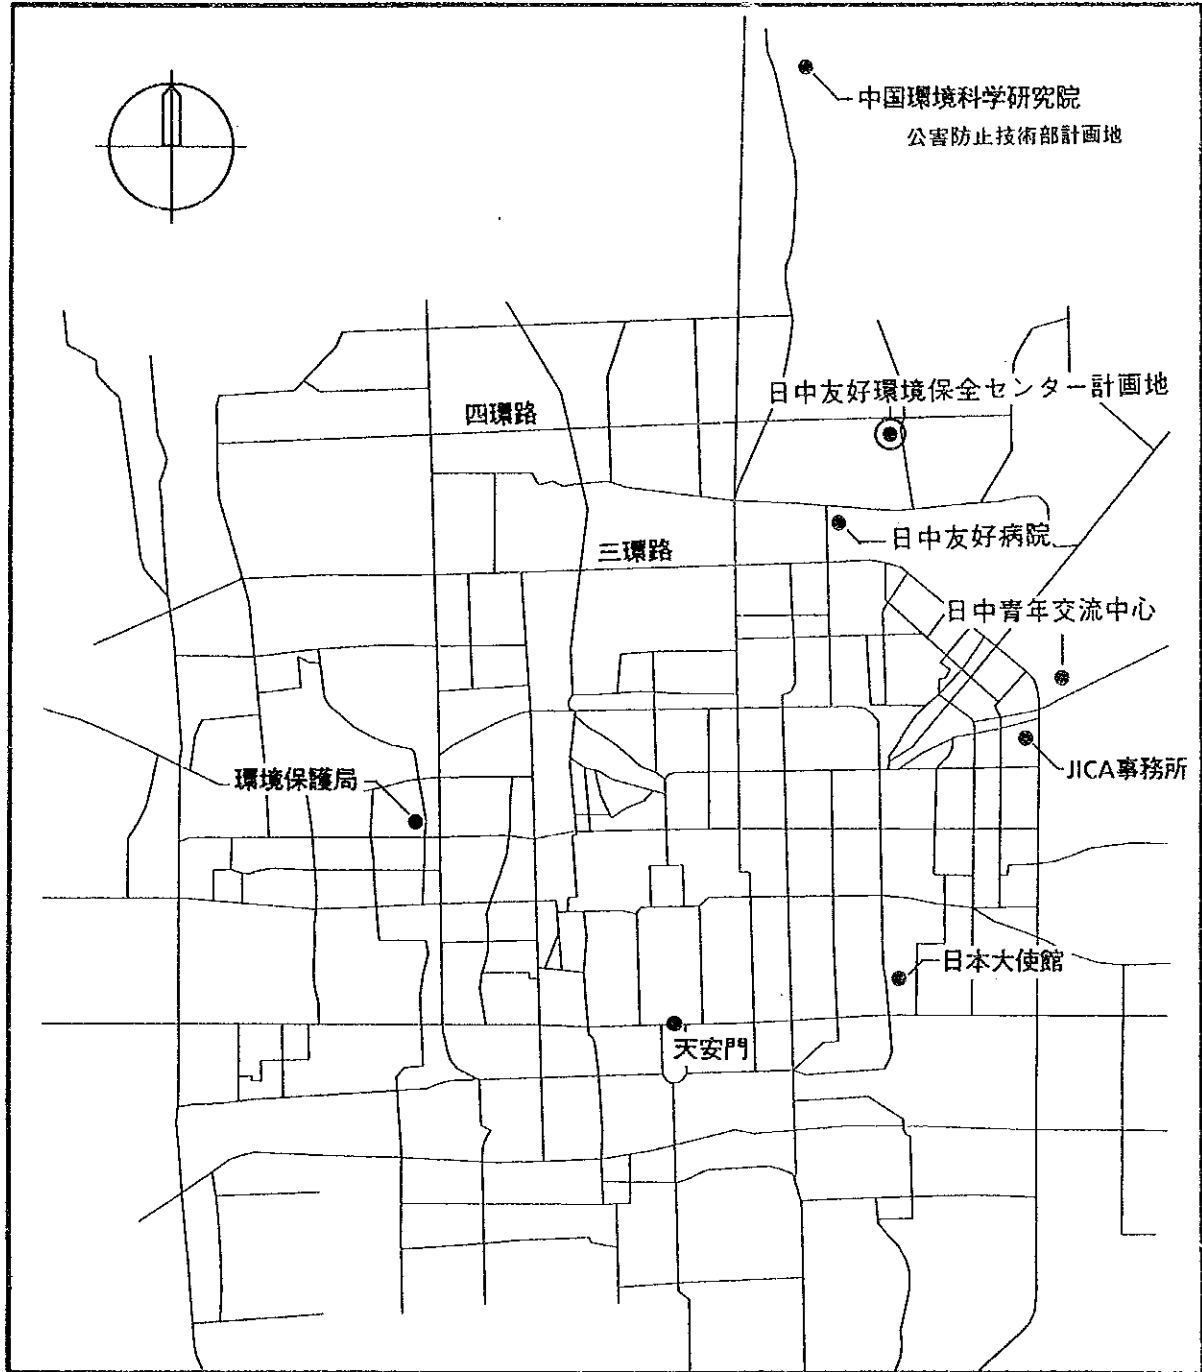 中国環境科学研究院
公害防止技術部計画地
日中友好環境保全センター計画地
四環路
日中友好病院
三環路
日中青年交流中心
JICA事務所
環境保護局
日本大使館
天安門